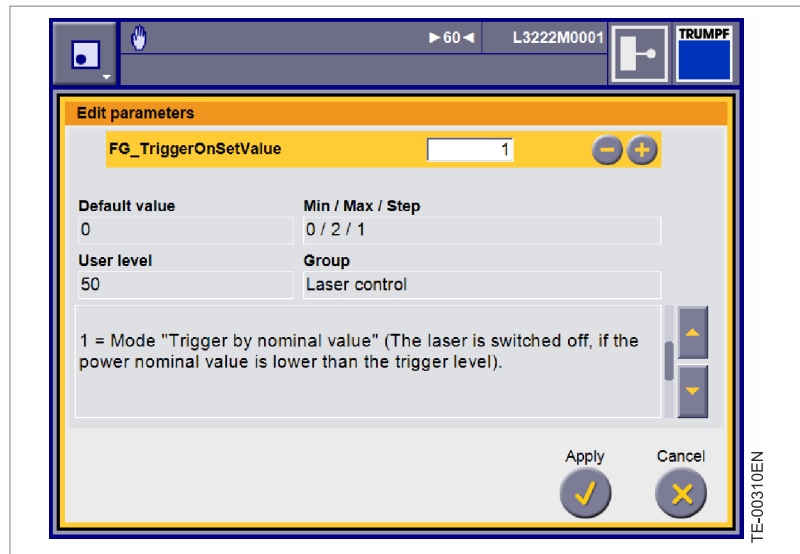 ►60◄ L3222M0001 TRUMPF
Edit parameters
FG_TriggerOnSetValue 1
Default value Min / Max / Step
0 0 / 2 / 1
User level Group
50 Laser control
1 = Mode "Trigger by nominal value" (The laser is switched off, if the
power nominal value is lower than the trigger level).
Apply Cancel
TE-00310EN